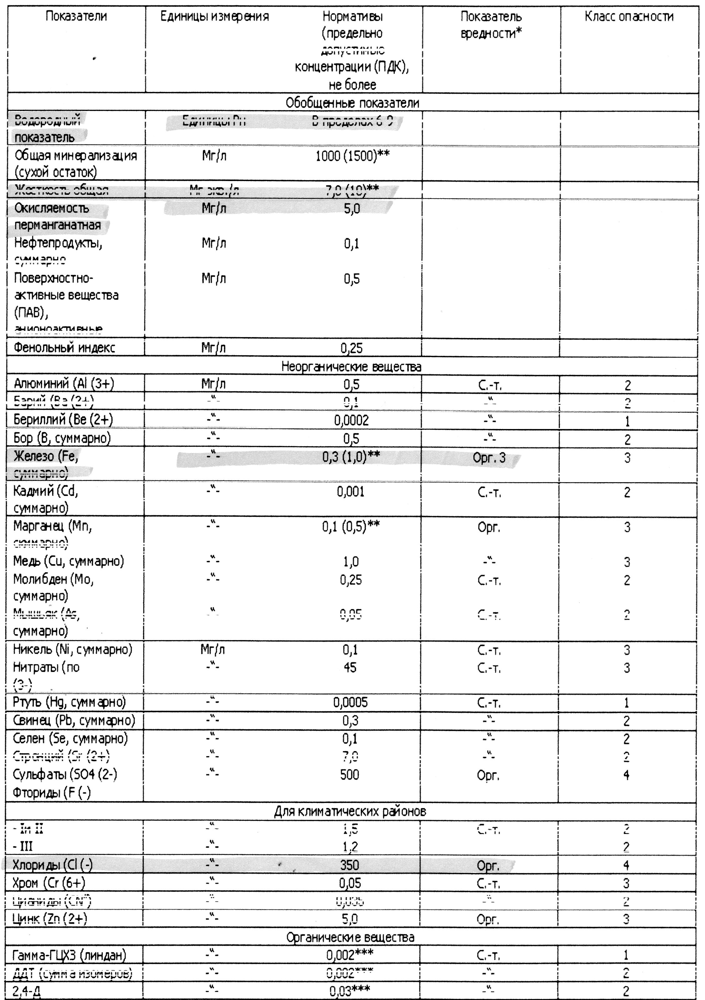 Показатели Единицы измерения Нормативы (предельно допустимые концентрации (ПДК), не более Показатель вредности* Класс опасности
Обобщенные показатели
Водородный показатель Единицы Рн В пределах 6-9
Общая минерализация (сухой остаток) Мг/л 1000 (1500)**
Жесткость общая Мг-экв./л 7,0 (10)**
Окисляемость перманганатная Мг/л 5,0
Нефтепродукты, суммарно Мг/л 0,1
Поверхностно-активные вещества (ПАВ), анионоактивные Мг/л 0,5
Фенольный индекс Мг/л 0,25
Неорганические вещества
Алюминий (Al (3+) Мг/л 0,5 С.-т. 2
Барий (Ba (2+) -"- 0,1 -"- 2
Бериллий (Be (2+) -"- 0,0002 -"- 1
Бор (B, суммарно) -"- 0,5 -"- 2
Железо (Fe, суммарно) -"- 0,3 (1,0)** Орг. 3 3
Кадмий (Cd, суммарно) -"- 0,001 С.-т. 2
Марганец (Mn, сюммарно) -"- 0,1 (0,5)** Орг. 3
Медь (Cu, суммарно) -"- 1,0 -"- 3
Молибден (Mo, суммарно) -"- 0,25 С.-т. 2
Мышьяк (As, суммарно) -"- 0,05 С.-т. 2
Никель (Ni, суммарно) Мг/л 0,1 С.-т. 3
Нитраты (по (3-) -"- 45 С.-т. 3
Ртуть (Hg, суммарно) -"- 0,0005 С.-т. 1
Свинец (Pb, суммарно) -"- 0,3 -"- 2
Селен (Se, суммарно) -"- 0,1 -"- 2
Стронций (Sr (2+) -"- 7,0 -"- 2
Сульфаты (SO4 (2-) -"- 500 Орг. 4
Фториды (F (-)
Для климатических районов
- I и II -"- 1,5 С.-т. 2
- III -"- 1,2 2
Хлориды (Cl (-) -"- 350 Орг. 4
Хром (Cr (6+) -"- 0,05 С.-т. 3
Цианиды (CN") -"- 0,035 -"- 2
Цинк (Zn (2+) -"- 5,0 Орг. 3
Органические вещества
Гамма-ГЦХЗ (линдан) -"- 0,002*** С.-т. 1
ДДТ (сумма изомеров) -"- 0,002*** -"- 2
2,4-Д -"- 0,03*** -"- 2